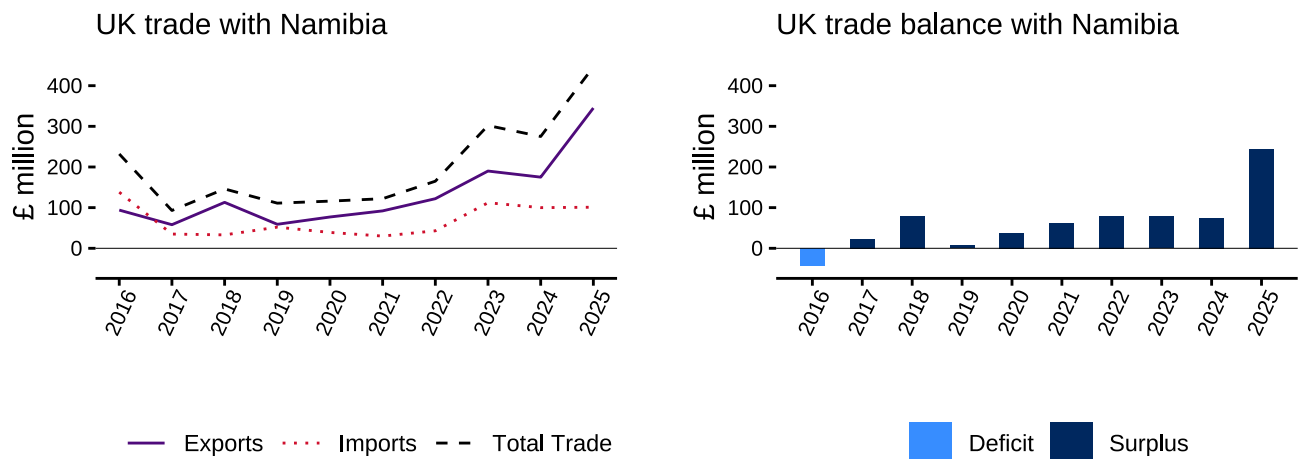 UK trade with Namibia
£ million
400
300
200
100
0
2016 2017 2018 2019 2020 2021 2022 2023 2024 2025
Exports Imports Total Trade
UK trade balance with Namibia
£ million
400
300
200
100
0
2016 2017 2018 2019 2020 2021 2022 2023 2024 2025
Deficit Surplus